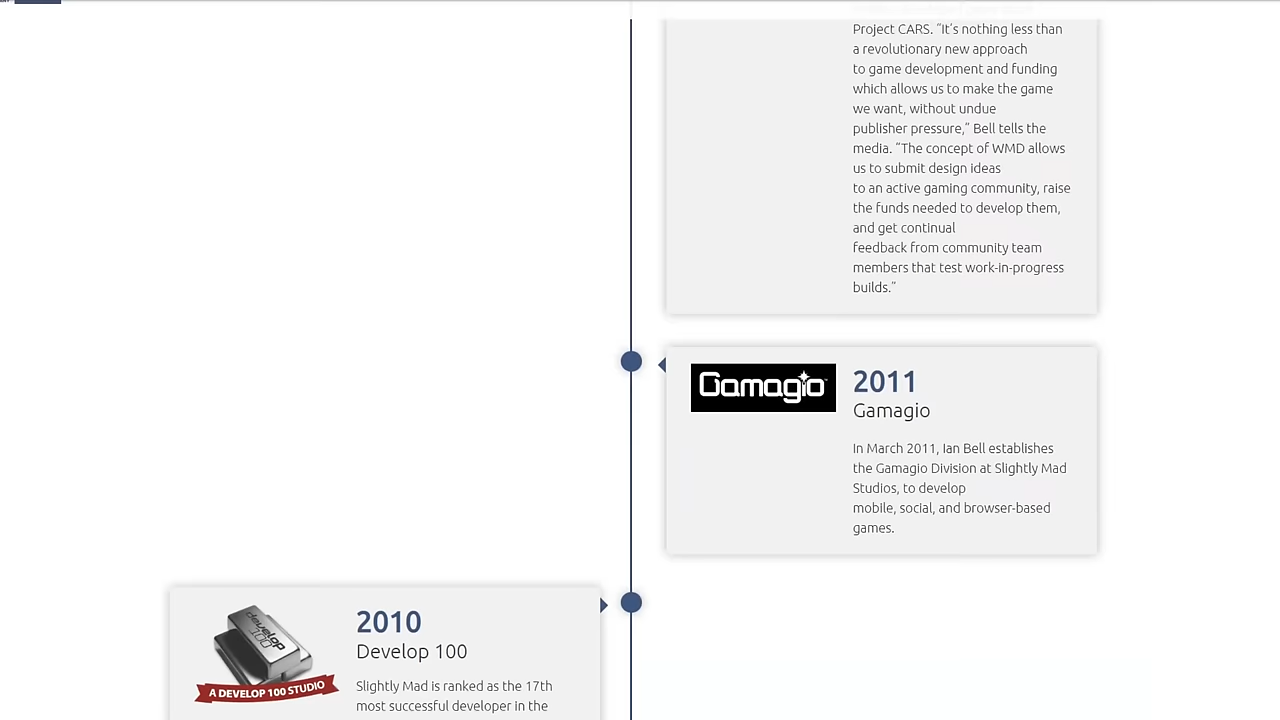 Project CARS. “It’s nothing less than
a revolutionary new approach
to game development and funding
which allows us to make the game
we want, without undue
publisher pressure,” Bell tells the
media. “The concept of WMD allows
us to submit design ideas
to an active gaming community, raise
the funds needed to develop them,
and get continual
feedback from community team
members that test work-in-progress
builds.”
Gamagio
2011
Gamagio
In March 2011, Ian Bell establishes
the Gamagio Division at Slightly Mad
Studios, to develop
mobile, social, and browser-based
games.
develop
100
A DEVELOP 100 STUDIO
2010
Develop 100
Slightly Mad is ranked as the 17th
most successful developer in the